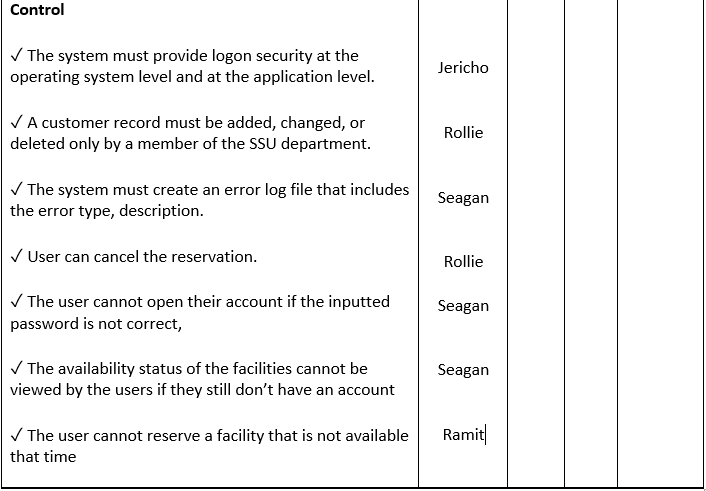 Control
✓ The system must provide logon security at the
operating system level and at the application level.
Jericho
✓ A customer record must be added, changed, or
deleted only by a member of the SSU department.
Rollie
✓ The system must create an error log file that includes
the error type, description.
Seagan
✓ User can cancel the reservation.
Rollie
✓ The user cannot open their account if the inputted
password is not correct,
Seagan
✓ The availability status of the facilities cannot be
viewed by the users if they still don’t have an account
Seagan
✓ The user cannot reserve a facility that is not available
that time
Ramit